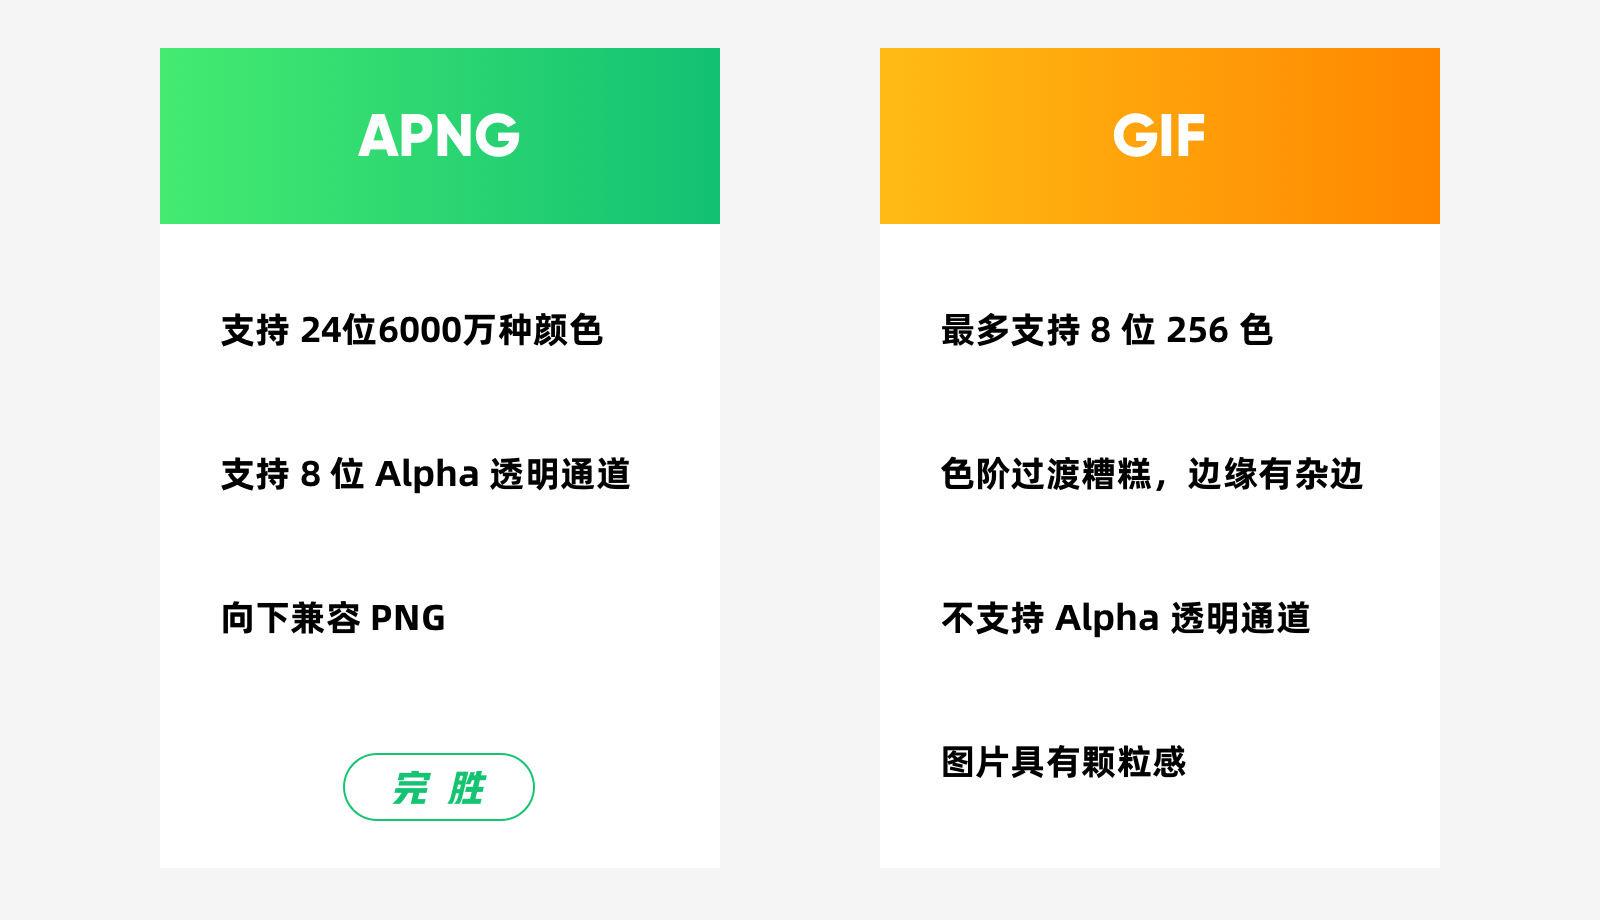 APNG
支持 24位6000万种颜色
支持 8 位 Alpha 透明通道
向下兼容 PNG
完 胜
GIF
最多支持 8 位 256 色
色阶过渡糟糕，边缘有杂边
不支持 Alpha 透明通道
图片具有颗粒感